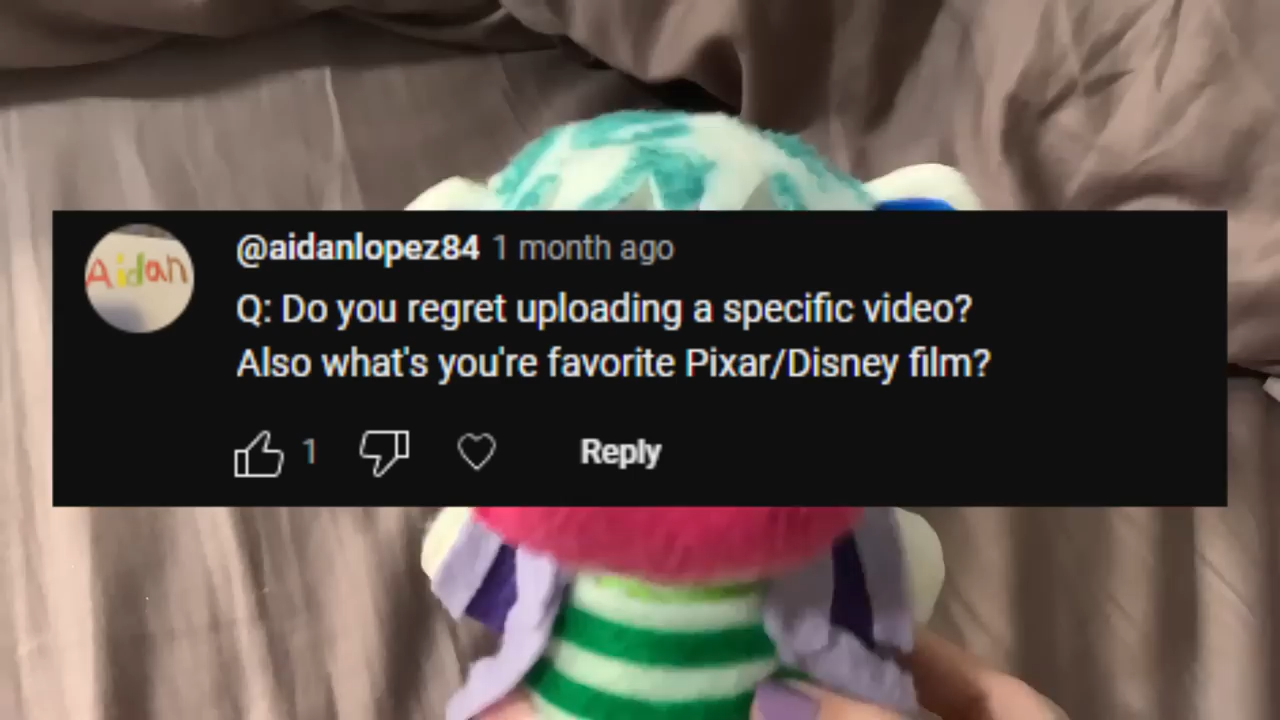 Aidan
@aidanlopez84 1 month ago
Q: Do you regret uploading a specific video?
Also what's you're favorite Pixar/Disney film?
1
Reply